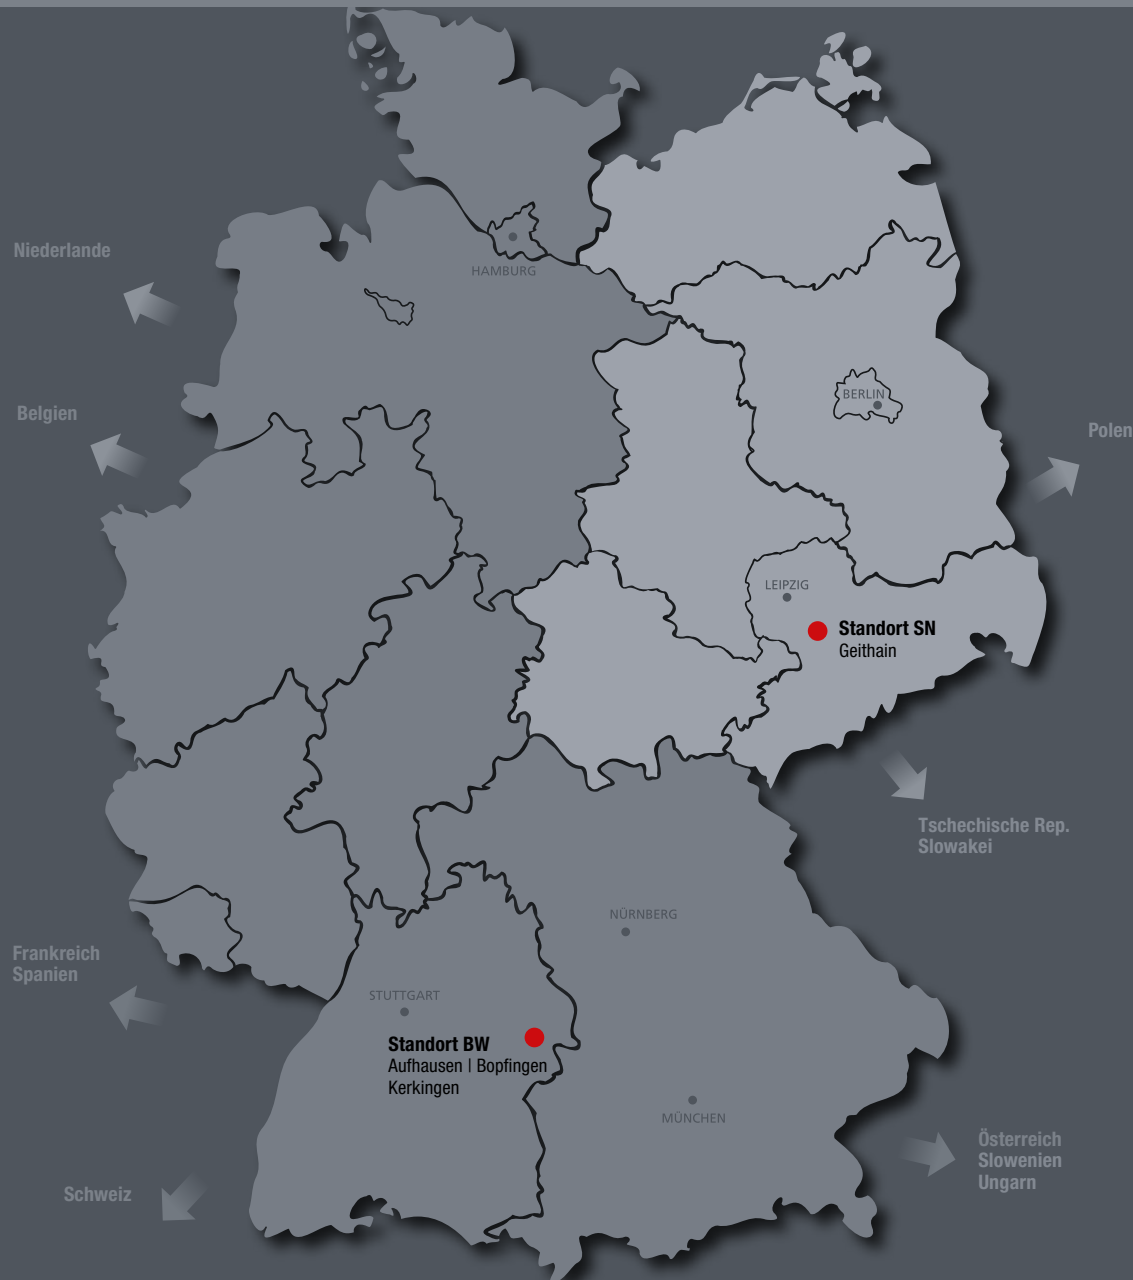 Niederlande
HAMBURG
Belgien
BERLIN
Polen
LEIPZIG
Standort SN
Geithain
Tschechische Rep.
Slowakei
NÜRNBERG
Frankreich
Spanien
STUTTGART
Standort BW
Aufhausen | Bopfingen
Kerkingen
MÜNCHEN
Österreich
Slowenien
Ungarn
Schweiz